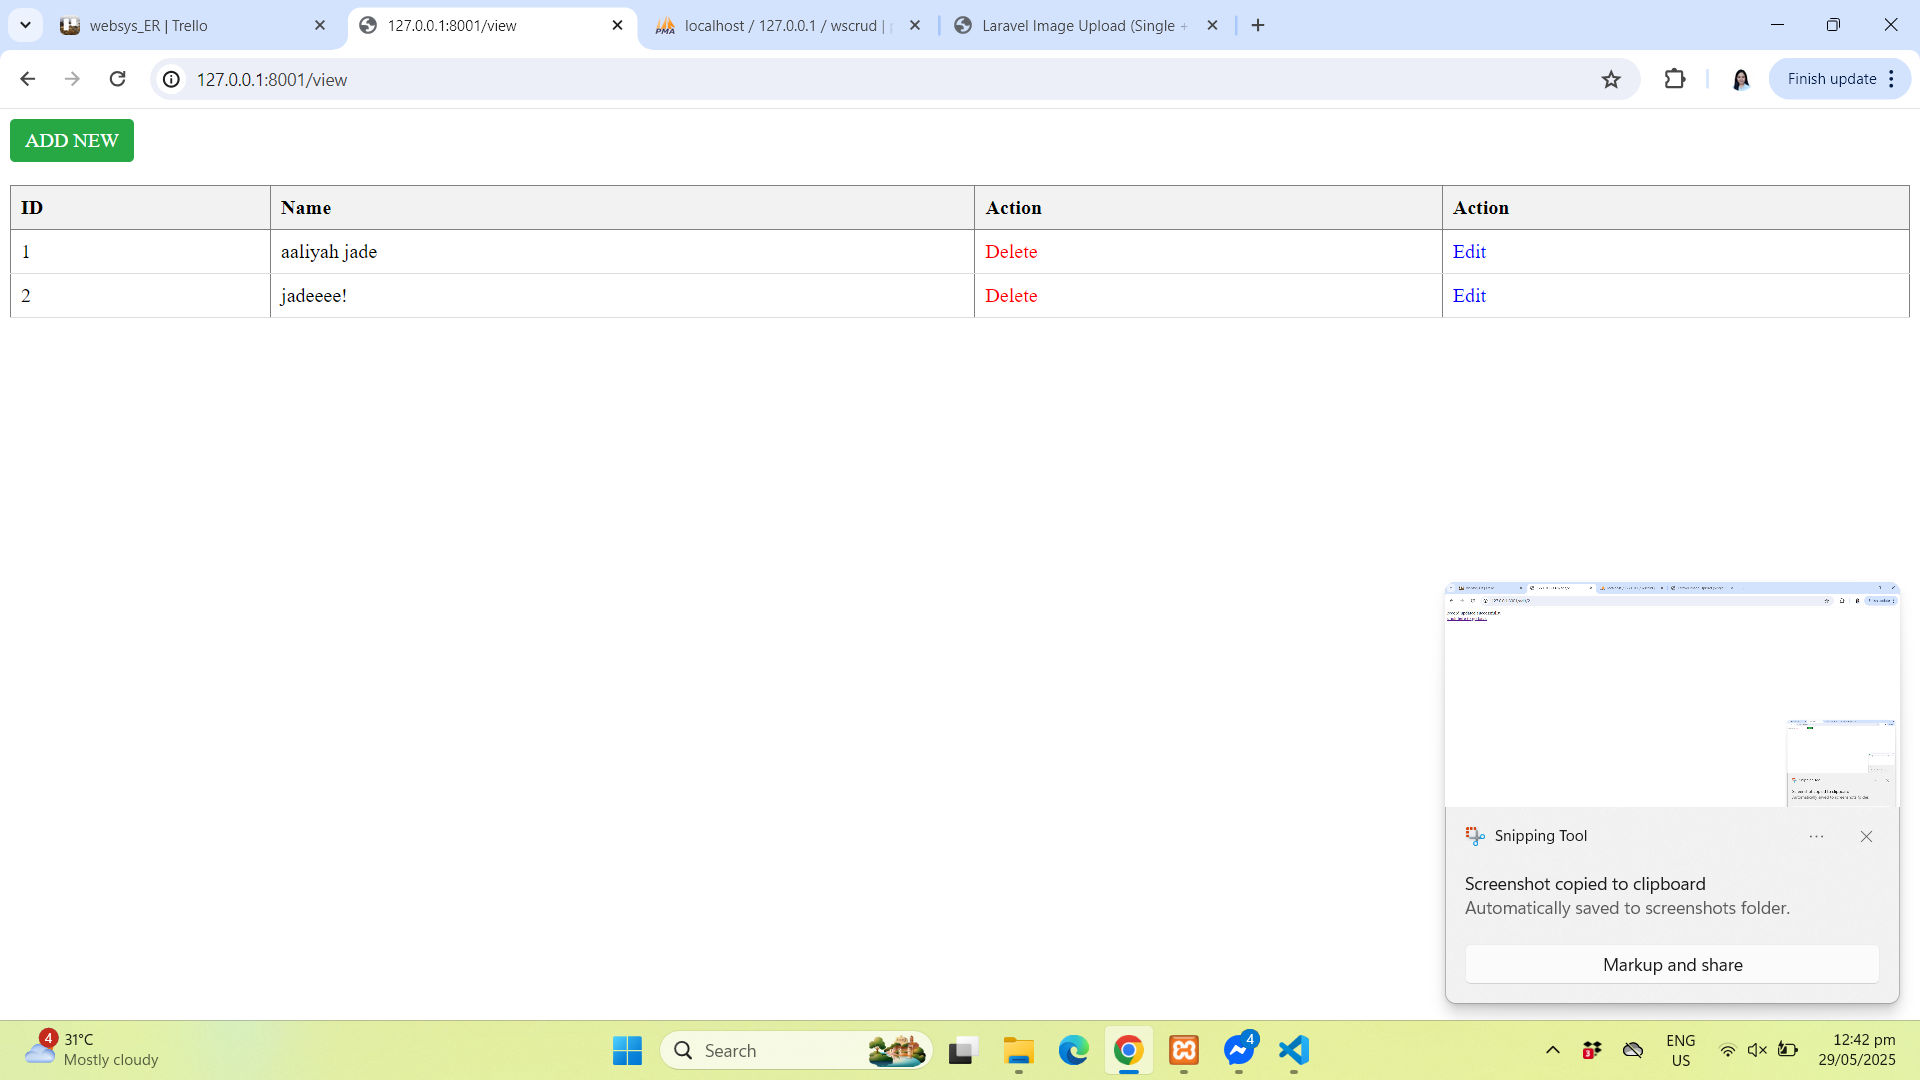 websys_ER | Trello
127.0.0.1:8001/view
localhost / 127.0.0.1 / wscrud |
Laravel Image Upload (Single +
127.0.0.1:8001/view
Finish update
ADD NEW
ID Name Action Action
1 aaliyah jade Delete Edit
2 jadeeee! Delete Edit
Snipping Tool
Screenshot copied to clipboard
Automatically saved to screenshots folder.
Markup and share
4
31°C
Mostly cloudy
Search
4
3
ENG
US
12:42 pm
29/05/2025